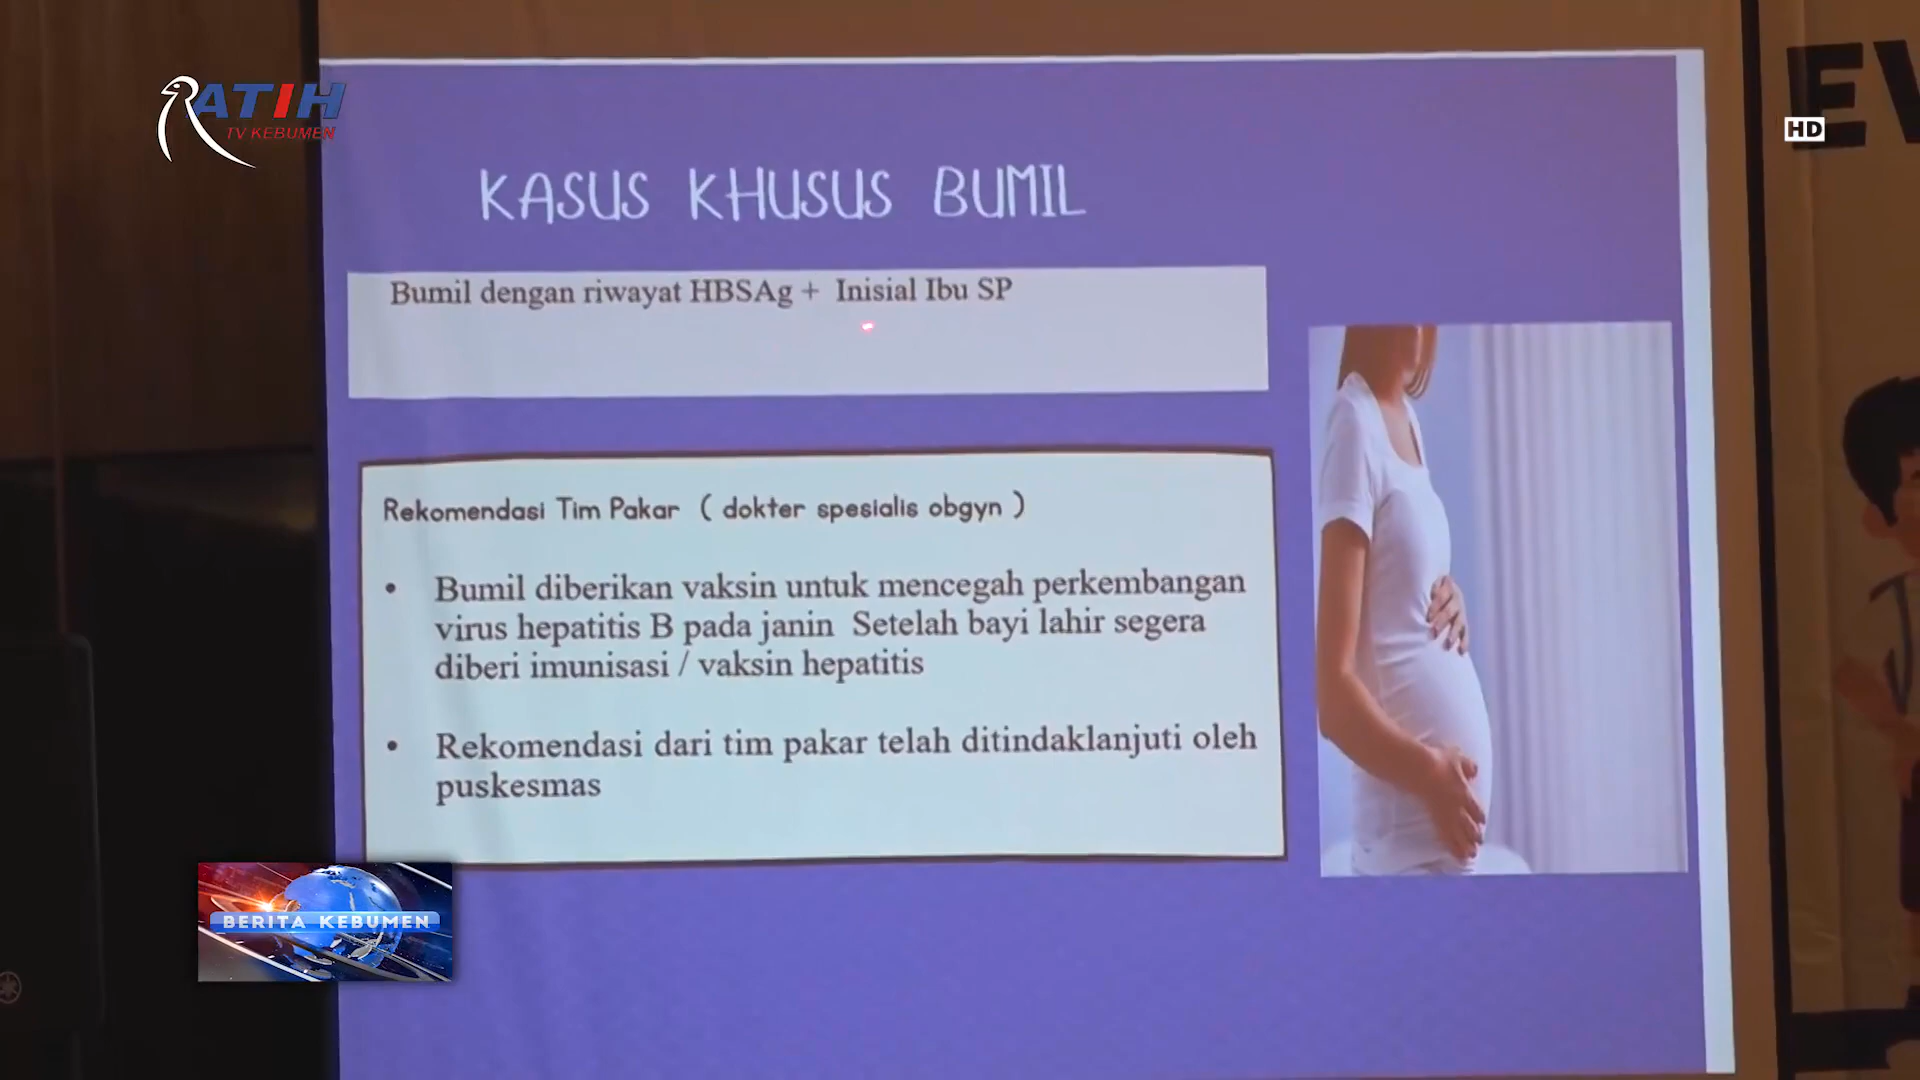 RATIH
TV KEBUMEN
HD
EV
KASUS KHUSUS BUMIL
Bumil dengan riwayat HBSAg + Inisial Ibu SP
Rekomendasi Tim Pakar ( dokter spesialis obgyn )
• Bumil diberikan vaksin untuk mencegah perkembangan
virus hepatitis B pada janin Setelah bayi lahir segera
diberi imunisasi / vaksin hepatitis
• Rekomendasi dari tim pakar telah ditindaklanjuti oleh
puskesmas
BERITA KEBUMEN